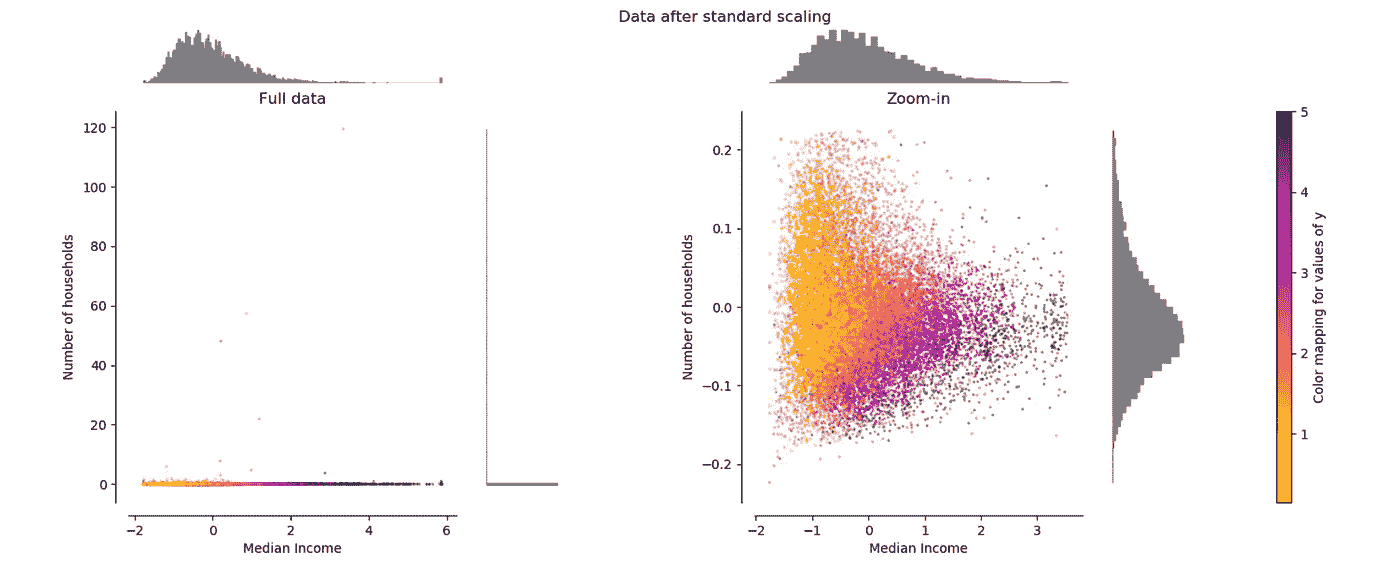 Data after standard scaling
Full data
120
100
80
60
40
20
0
Number of households
−2 0 2 4 6
Median Income
Zoom-in
0.2
0.1
0.0
−0.1
−0.2
Number of households
−2 −1 0 1 2 3
Median Income
5
4
3
2
1
Color mapping for values of y